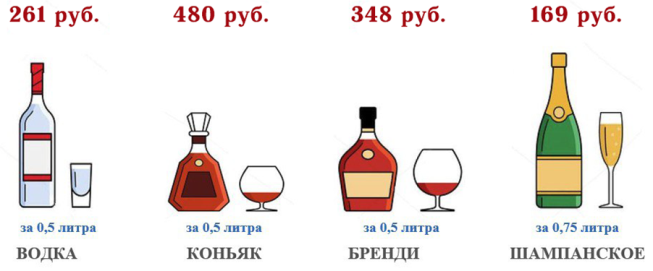 261 руб. 480 руб. 348 руб. 169 руб.
за 0,5 литра за 0,5 литра за 0,5 литра за 0,75 литра
ВОДКА КОНЬЯК БРЕНДИ ШАМПАНСКОЕ